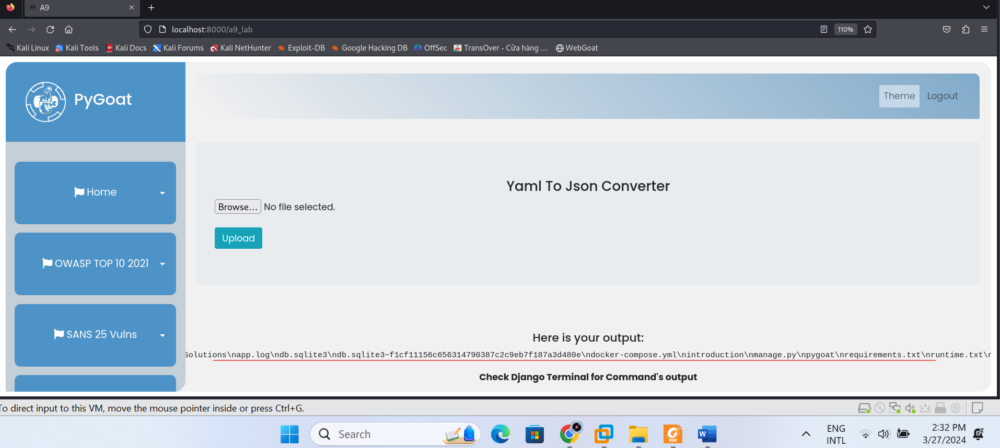 A9
localhost:8000/a9_lab
110%
Kali Linux
Kali Tools
Kali Docs
Kali Forums
Kali NetHunter
Exploit-DB
Google Hacking DB
OffSec
TransOver - Cửa hàng …
WebGoat
PyGoat
Theme
Logout
Home
OWASP TOP 10 2021
SANS 25 Vulns
Yaml To Json Converter
Browse… No file selected.
Upload
Here is your output:
Solutions\napp.log\ndb.sqlite3\ndb.sqlite3~f1cf11156c656314790387c2c9eb7f187a3d480e\ndocker-compose.yml\nintroduction\nmanage.py\npygoat\nrequirements.txt\nruntime.txt\n
Check Django Terminal for Command's output
To direct input to this VM, move the mouse pointer inside or press Ctrl+G.
Search
PDF
W
ENG
INTL
2:32 PM
3/27/2024